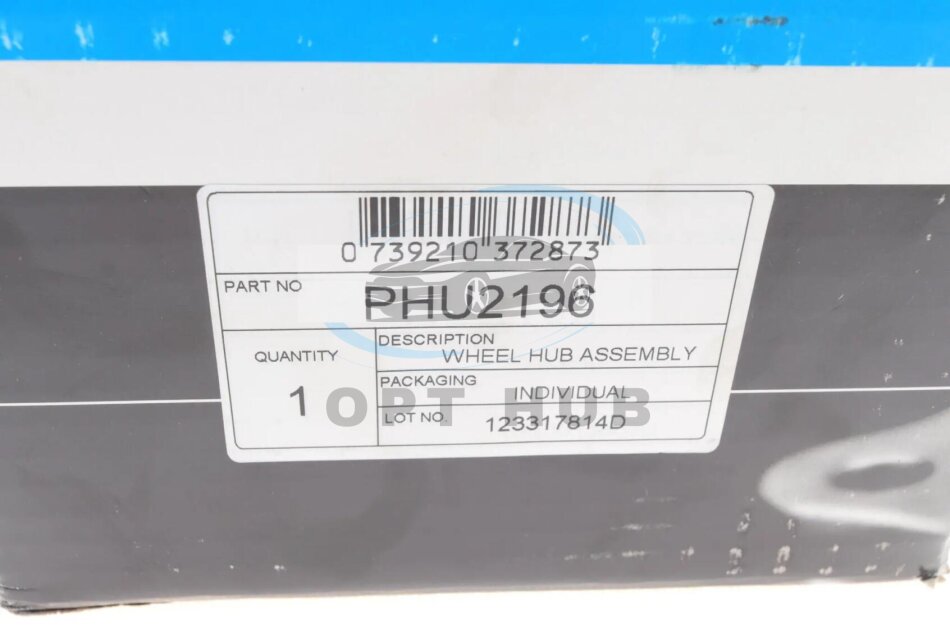 0 739210 372873
PART NO PHU2196
QUANTITY
1
DESCRIPTION
WHEEL HUB ASSEMBLY
PACKAGING
INDIVIDUAL
LOT NO. 123317814D
OPT HUB